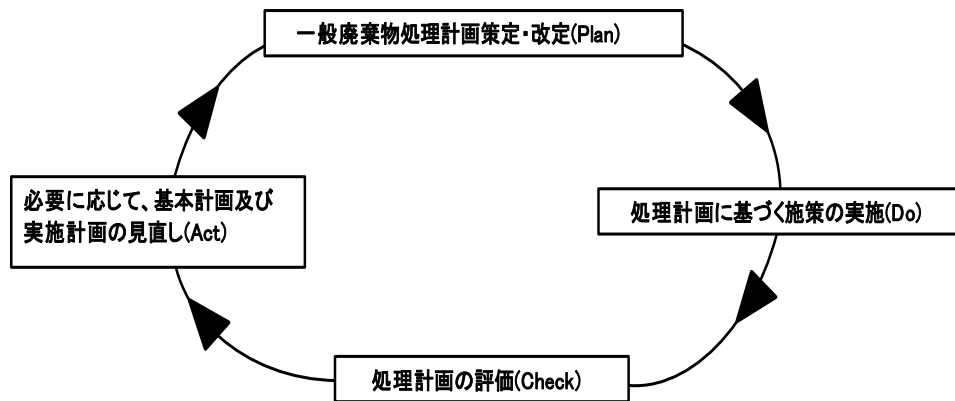 一般廃棄物処理計画策定・改定(Plan)
必要に応じて、基本計画及び
実施計画の見直し(Act)
処理計画に基づく施策の実施(Do)
処理計画の評価(Check)